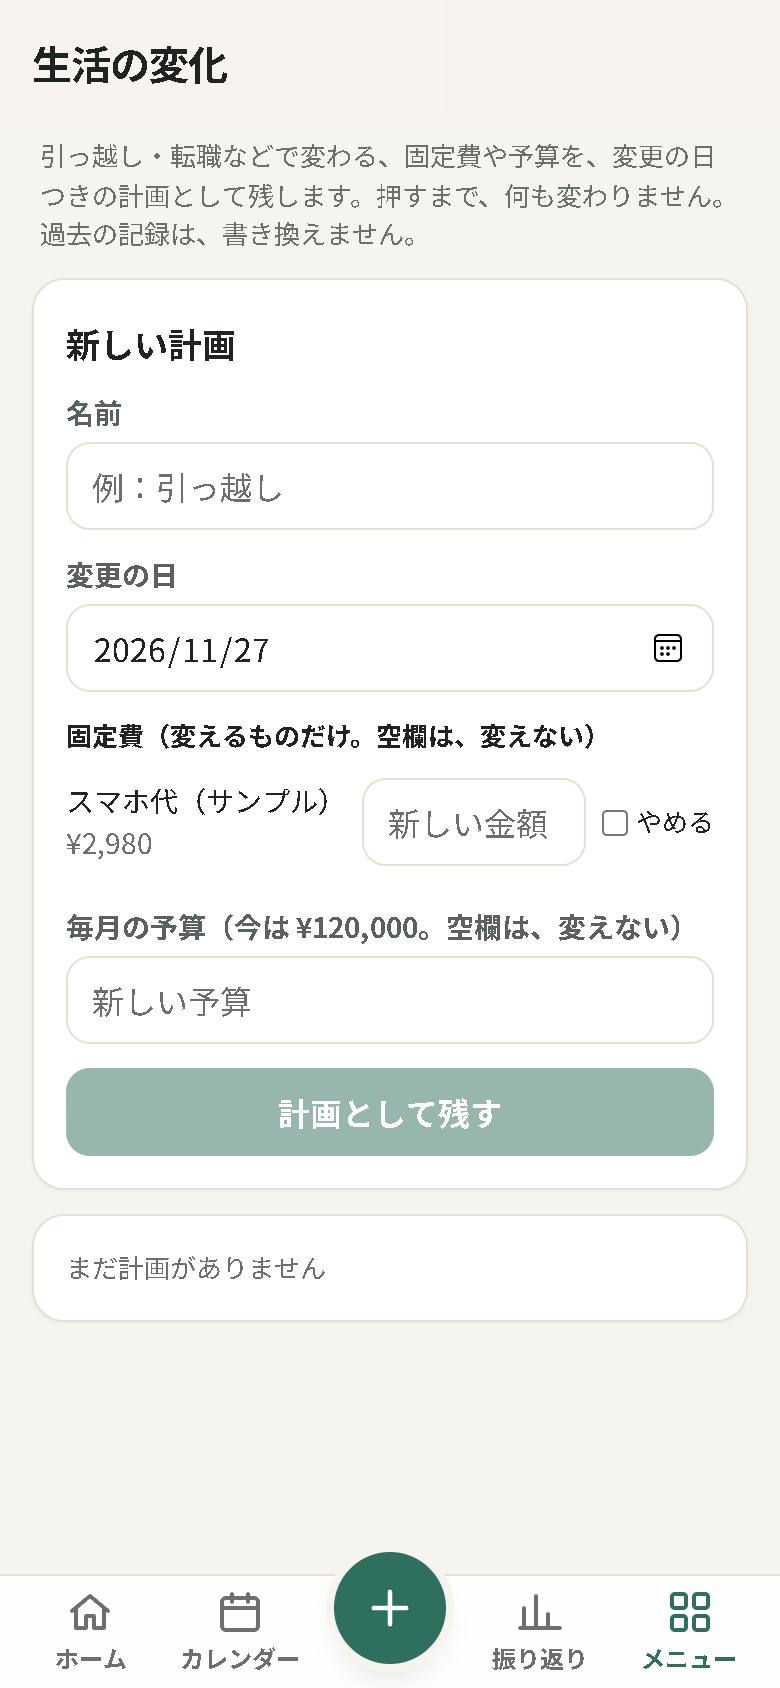 生活の変化
引っ越し・転職などで変わる、固定費や予算を、変更の日
つきの計画として残します。押すまで、何も変わりません。
過去の記録は、書き換えません。
新しい計画
名前
例：引っ越し
変更の日
2026/11/27
固定費（変えるものだけ。空欄は、変えない）
スマホ代（サンプル）
¥2,980
新しい金額
やめる
毎月の予算（今は ¥120,000。空欄は、変えない）
新しい予算
計画として残す
まだ計画がありません
ホーム
カレンダー
振り返り
メニュー